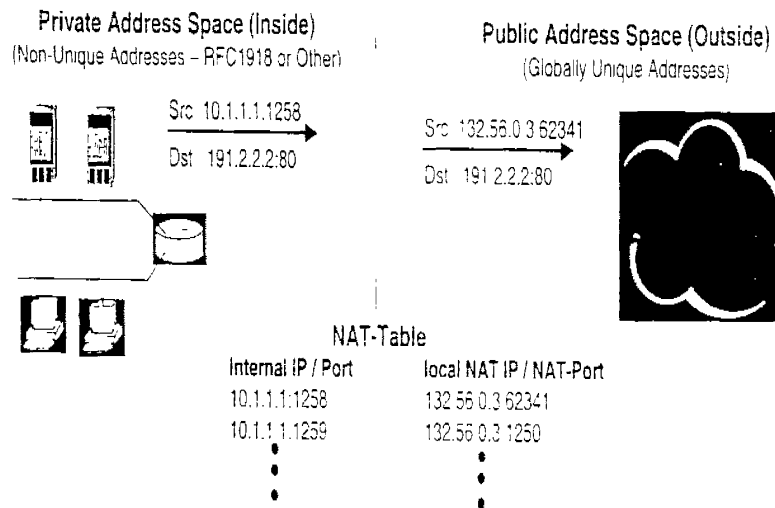 Private Address Space (Inside)
(Non-Unique Addresses – RFC1918 or Other)
Public Address Space (Outside)
(Globally Unique Addresses)
Src 10.1.1.1.1258
Dst 191.2.2.2:80
Src 132.56.0.3 62341
Dst 191 2.2.2:80
NAT-Table
Internal IP / Port
local NAT IP / NAT-Port
10.1.1.1:1258
132 56 0.3 62341
10.1.1 1.1259
132.56 0.3 1250